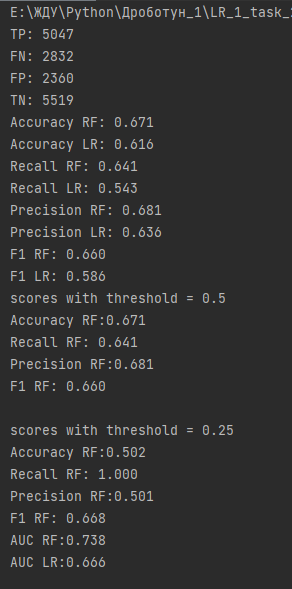 E:\ЖДУ\Python\Дроботун_1\LR_1_task_
TP: 5047
FN: 2832
FP: 2360
TN: 5519
Accuracy RF: 0.671
Accuracy LR: 0.616
Recall RF: 0.641
Recall LR: 0.543
Precision RF: 0.681
Precision LR: 0.636
F1 RF: 0.660
F1 LR: 0.586
scores with threshold = 0.5
Accuracy RF:0.671
Recall RF: 0.641
Precision RF:0.681
F1 RF: 0.660
scores with threshold = 0.25
Accuracy RF:0.502
Recall RF: 1.000
Precision RF:0.501
F1 RF: 0.668
AUC RF:0.738
AUC LR:0.666